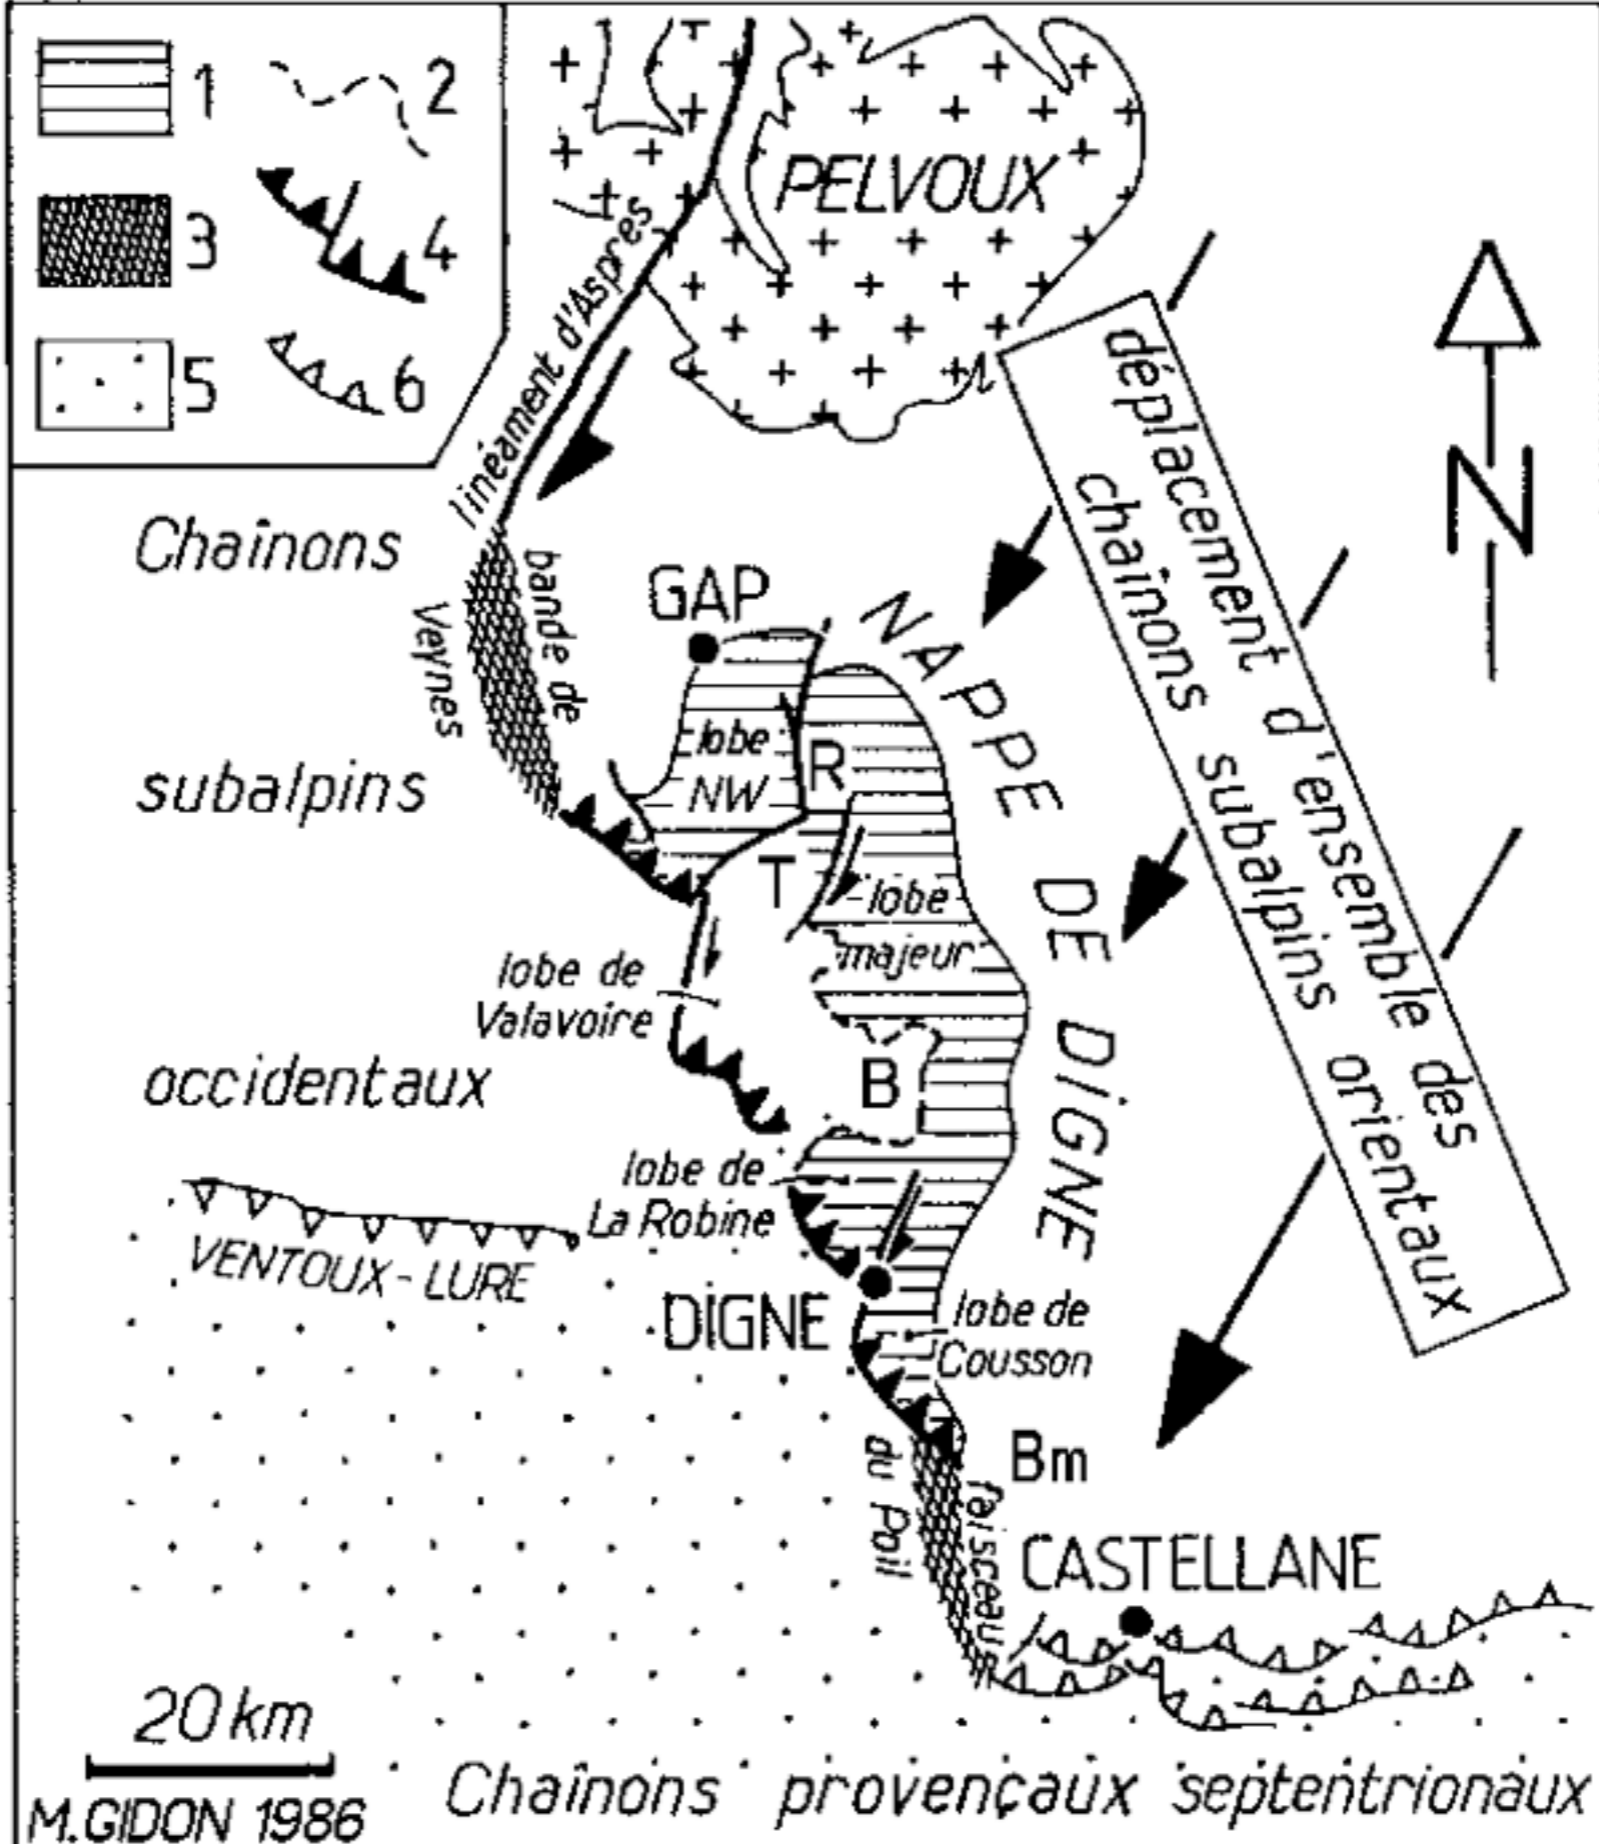 1
2
3
4
5
6
PELVOUX
linéament d'Aspres
déplacement d'ensemble des
chaînons subalpins orientaux
N
Chaînons
subalpins
occidentaux
bande de
Veynes
GAP
NAPPE DE DiGNE
lobe
NW
R
T
lobe
majeur
lobe de
Valavoire
B
lobe de
La Robine
VENTOUX-LURE
DiGNE
lobe de
Cousson
Bm
faisceau
du Poil
CASTELLANE
20 km
M.GIDON 1986
Chaînons provençaux septentrionaux